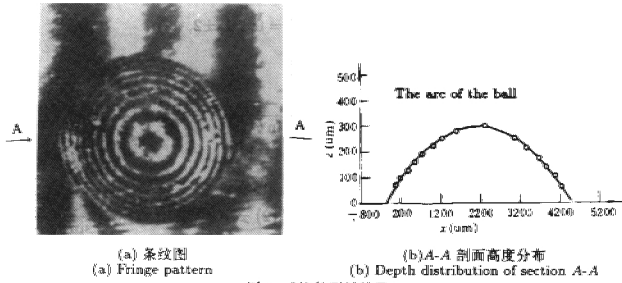 A
A
The arc of the ball
500
400
300
200
100
0
z (um)
-800 200 1200 2200 3200 4200 5200
x (um)
(a) 条纹图
(a) Fringe pattern
(b)A-A 剖面高度分布
(b) Depth distribution of section A-A